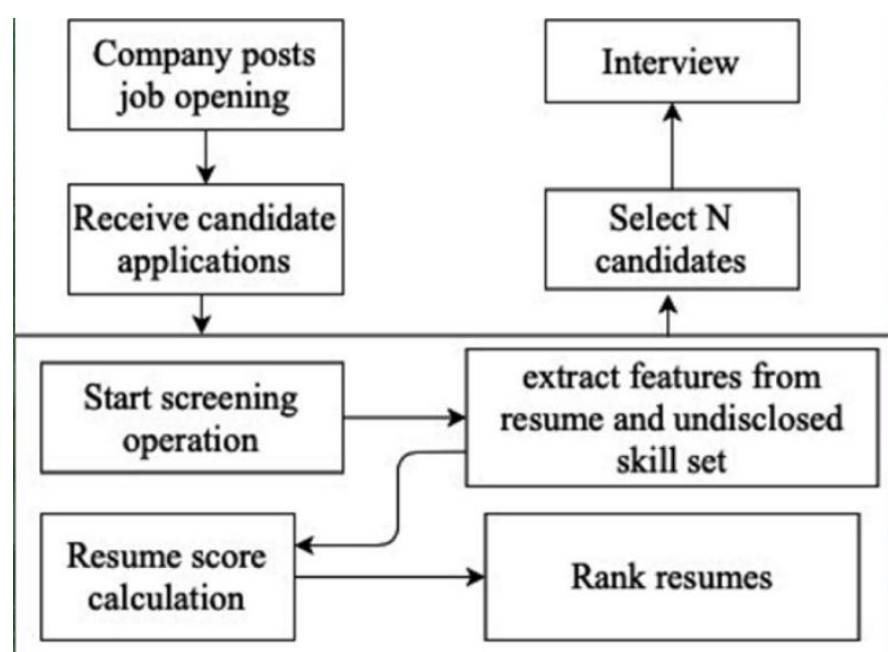 Company posts
job opening
Interview
Receive candidate
applications
Select N
candidates
Start screening
operation
extract features from
resume and undisclosed
skill set
Resume score
calculation
Rank resumes